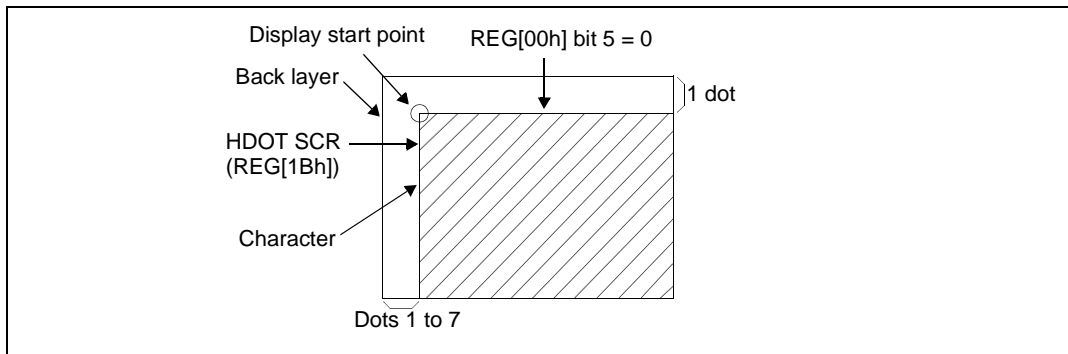 Display start point
REG[00h] bit 5 = 0
Back layer
1 dot
HDOT SCR
(REG[1Bh])
Character
Dots 1 to 7